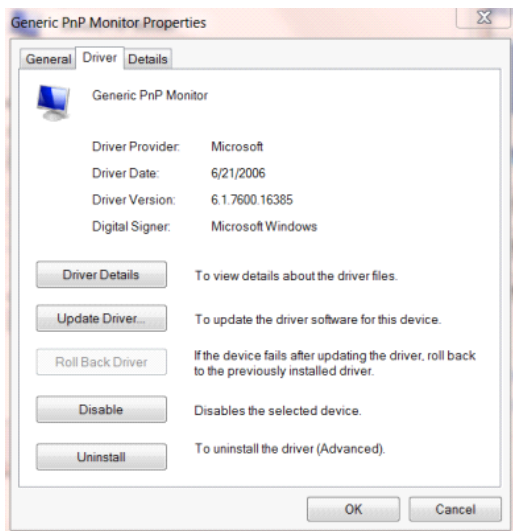 Generic PnP Monitor Properties
General Driver Details
Generic PnP Monitor
Driver Provider: Microsoft
Driver Date: 6/21/2006
Driver Version: 6.1.7600.16385
Digital Signer: Microsoft Windows
Driver Details To view details about the driver files.
Update Driver... To update the driver software for this device.
Roll Back Driver If the device fails after updating the driver, roll back
to the previously installed driver.
Disable Disables the selected device.
Uninstall To uninstall the driver (Advanced).
OK Cancel